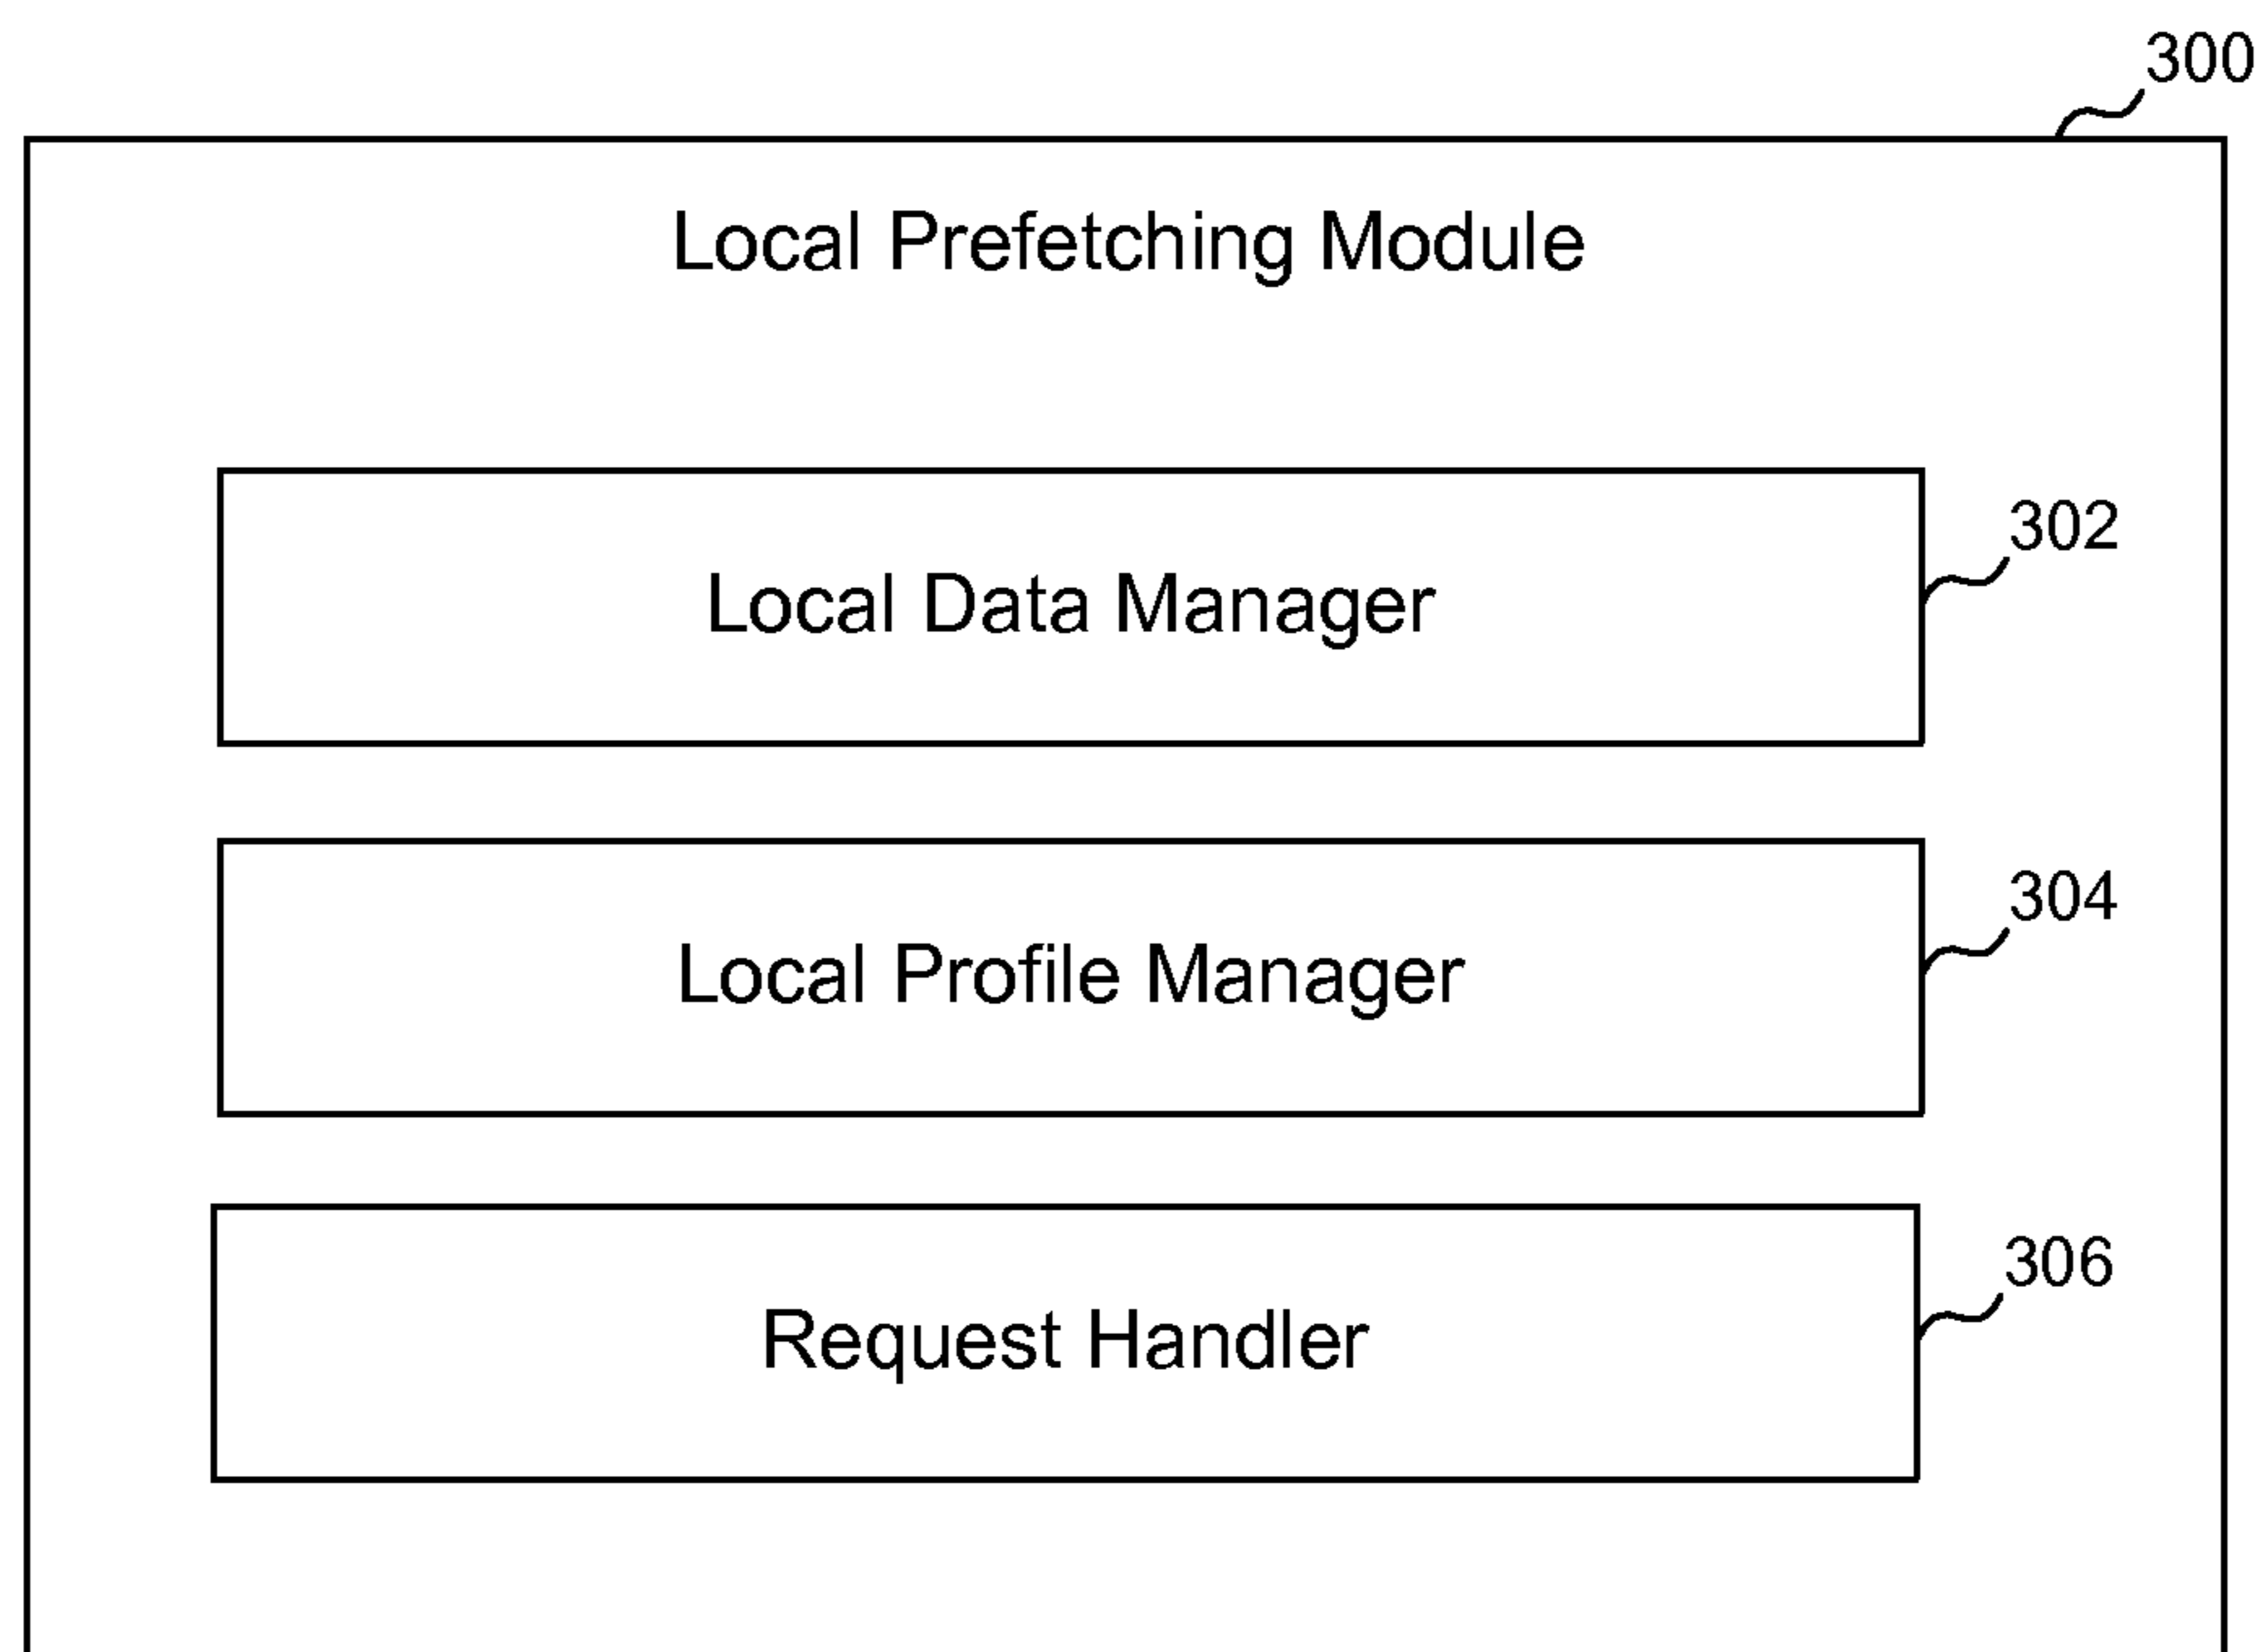 300
Local Prefetching Module
302
Local Data Manager
304
Local Profile Manager
306
Request Handler